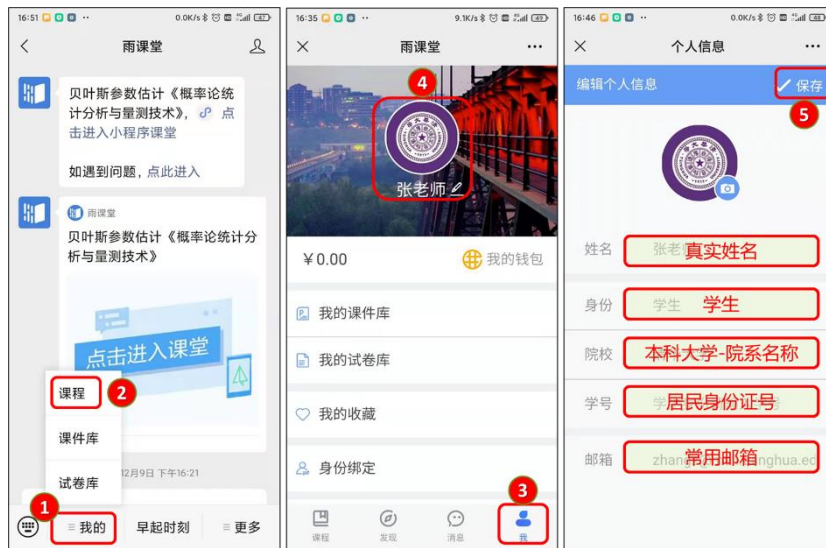 16:51
0.0K/s
47
雨课堂
贝叶斯参数估计《概率论统
计分析与量测技术》, 点
击进入小程序课堂
如遇到问题, 点此进入
雨课堂
贝叶斯参数估计《概率论统计分
析与量测技术》
点击进入课堂
课程
2
课件库
12月9日 下午16:21
试卷库
1
我的
早起时刻
更多
16:35
9.1K/s
49
雨课堂
4
张老师
¥0.00
我的钱包
我的课件库
我的试卷库
我的收藏
身份绑定
3
课程
发现
消息
我
16:46
0.0K/s
48
个人信息
编辑个人信息
保存
5
姓名
张老
真实姓名
身份
学生
学生
院校
本科大学-院系名称
学号
居民身份证号
邮箱
常用邮箱